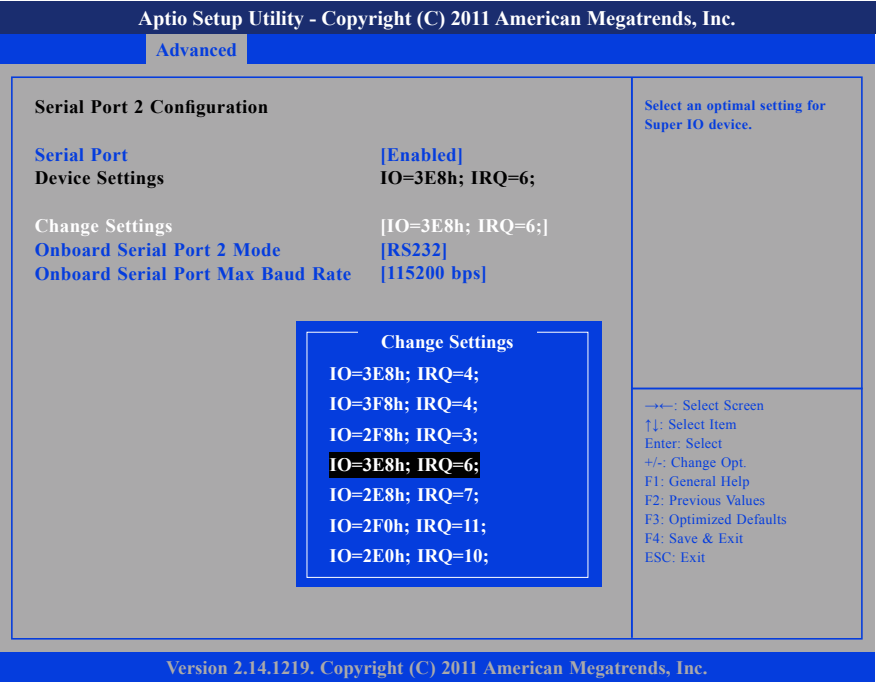 Aptio Setup Utility - Copyright (C) 2011 American Megatrends, Inc.
Advanced
Serial Port 2 Configuration
Serial Port [Enabled]
Device Settings IO=3E8h; IRQ=6;
Change Settings [IO=3E8h; IRQ=6;]
Onboard Serial Port 2 Mode [RS232]
Onboard Serial Port Max Baud Rate [115200 bps]
Change Settings
IO=3E8h; IRQ=4;
IO=3F8h; IRQ=4;
IO=2F8h; IRQ=3;
IO=3E8h; IRQ=6;
IO=2E8h; IRQ=7;
IO=2F0h; IRQ=11;
IO=2E0h; IRQ=10;
Select an optimal setting for
Super IO device.
→←: Select Screen
↑↓: Select Item
Enter: Select
+/-: Change Opt.
F1: General Help
F2: Previous Values
F3: Optimized Defaults
F4: Save & Exit
ESC: Exit
Version 2.14.1219. Copyright (C) 2011 American Megatrends, Inc.